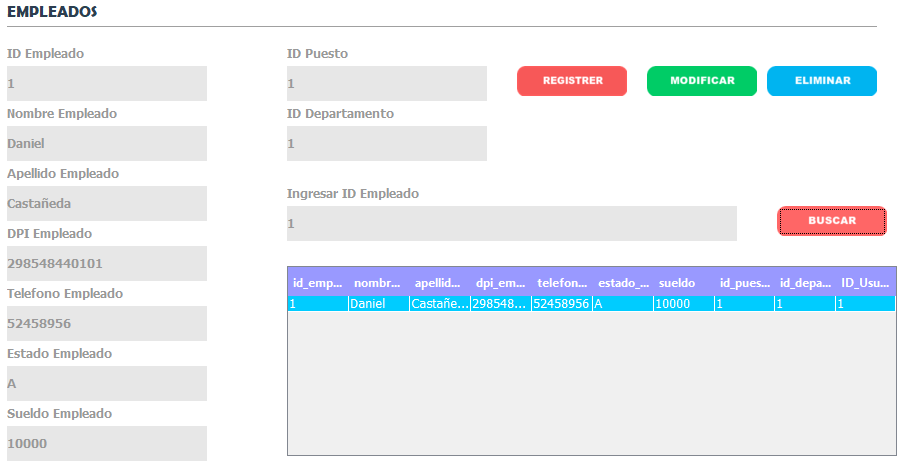 EMPLEADOS
ID Empleado
1
Nombre Empleado
Daniel
Apellido Empleado
Castañeda
DPI Empleado
298548440101
Telefono Empleado
52458956
Estado Empleado
A
Sueldo Empleado
10000
ID Puesto
1
ID Departamento
1
REGISTRER MODIFICAR ELIMINAR
Ingresar ID Empleado
1
BUSCAR
id_emp... nombr... apellid... dpi_em... telefon... estado_... sueldo id_pues... id_depa... ID_Usu...
1 Daniel Castañe... 298548... 52458956 A 10000 1 1 1